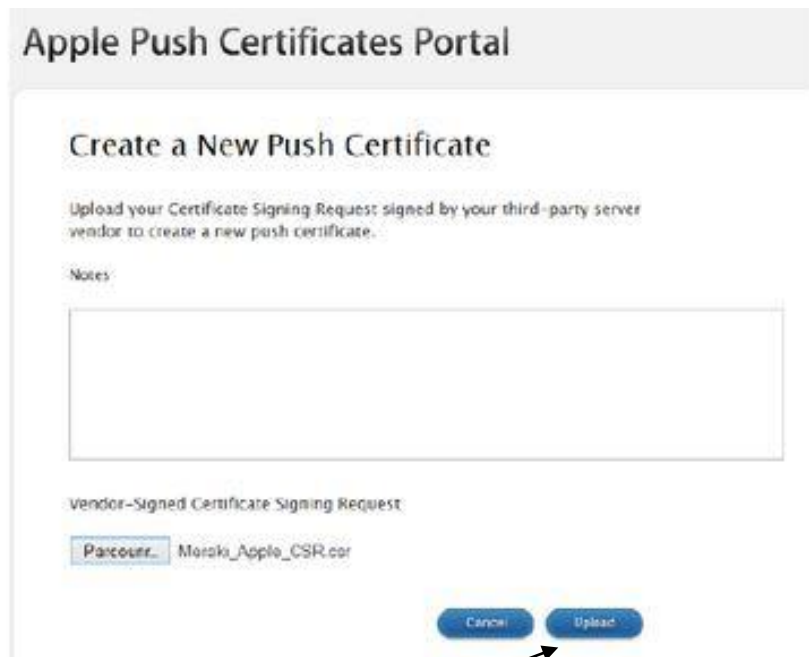 Apple Push Certificates Portal
Create a New Push Certificate
Upload your Certificate Signing Request signed by your third-party server
vendor to create a new push certificate.
Notes
Vendor-Signed Certificate Signing Request
Parcourir_ Meraki_Apple_CSR.csr
Cancel Upload